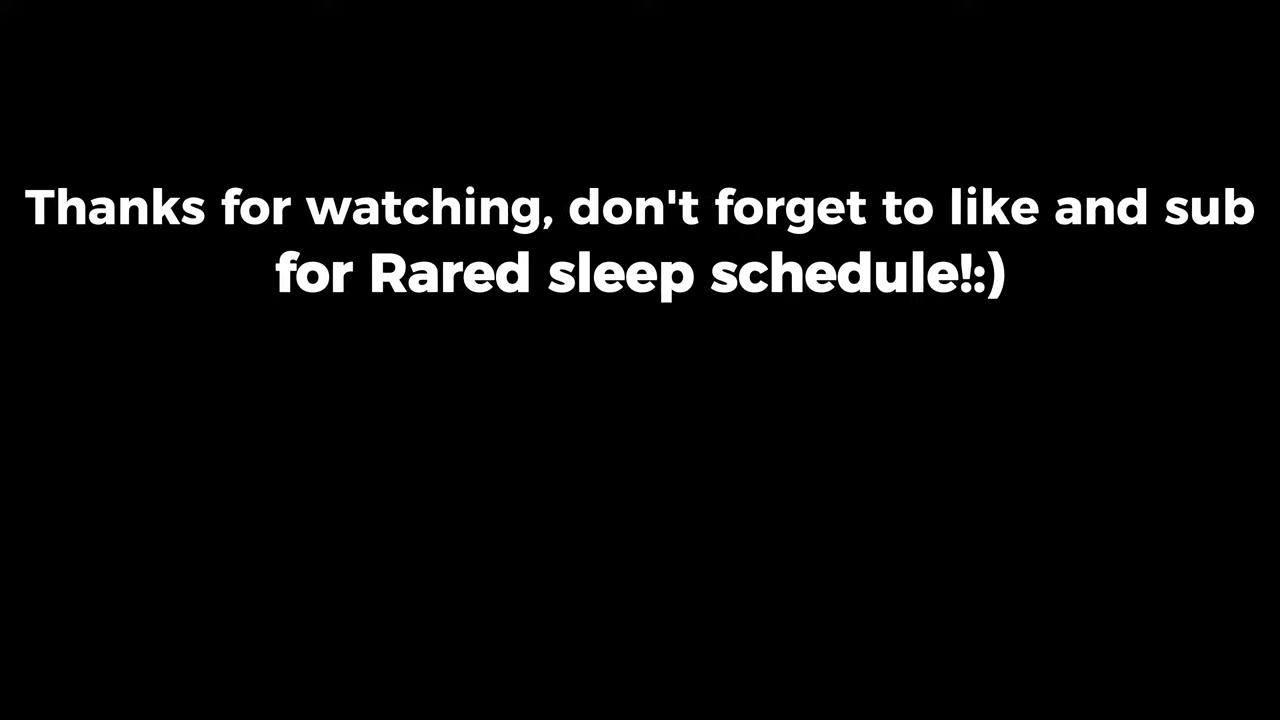 Thanks for watching, don't forget to like and sub
for Rared sleep schedule!:)